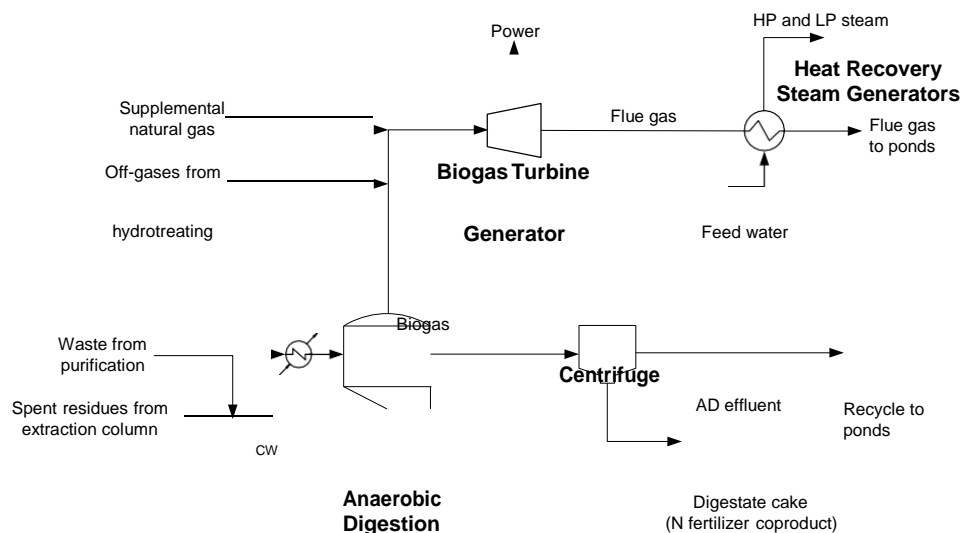 HP and LP steam
Power
Heat Recovery
Steam Generators
Supplemental
natural gas
Flue gas
Flue gas
to ponds
Biogas Turbine
Off-gases from
hydrotreating
Generator
Feed water
Biogas
Waste from
purification
Centrifuge
Spent residues from
extraction column
AD effluent
Recycle to
ponds
CW
Anaerobic
Digestion
Digestate cake
(N fertilizer coproduct)